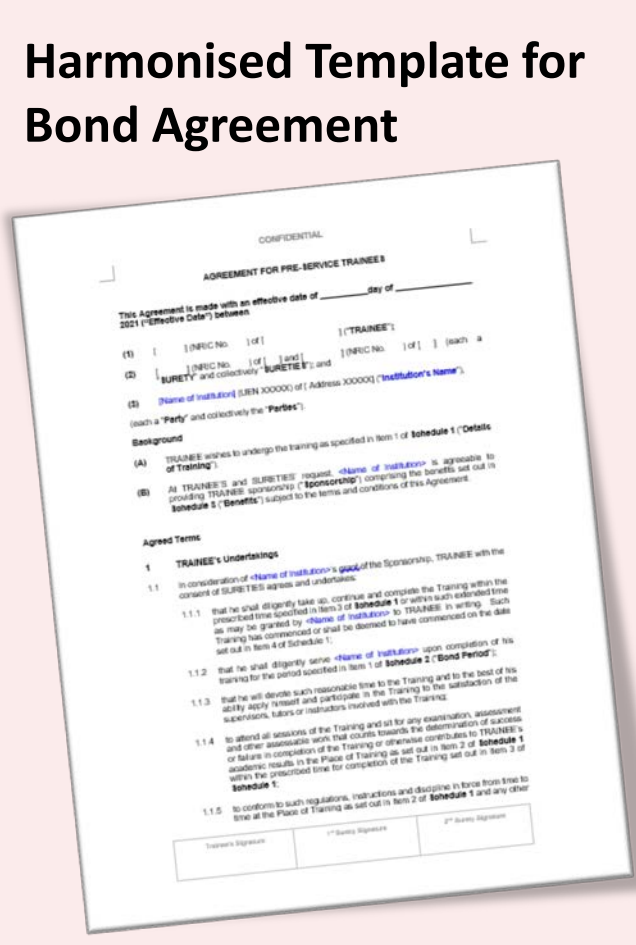 Harmonised Template for
Bond Agreement
CONFIDENTIAL
AGREEMENT FOR PRE-SERVICE TRAINEES
This Agreement is made with an effective date of ________day of ____________
2021 ("Effective Date") between
(1) [ ] (NRIC No. ) of [ ] ("TRAINEE");
(2) [ ] (NRIC No. ) of [ ] and [ ] (NRIC No. ) of [ ] (each a
"SURETY" and collectively "SURETIES"); and
(3) [Name of Institution] (UEN XXXXX) of [ Address XXXXX] ("Institution's Name"),
(each a "Party" and collectively the "Parties").
Background
(A) TRAINEE wishes to undergo the training as specified in Item 1 of Schedule 1 ("Details
of Training").
(B) At TRAINEE'S and SURETIES' request, <Name of Institution> is agreeable to
providing TRAINEE sponsorship ("Sponsorship") comprising the benefits set out in
Schedule 5 ("Benefits") subject to the terms and conditions of this Agreement.
Agreed Terms
1 TRAINEE's Undertakings
1.1 In consideration of <Name of Institution>'s grant of the Sponsorship, TRAINEE with the
consent of SURETIES agrees and undertakes:
1.1.1 that he shall diligently take up, continue and complete the Training within the
prescribed time specified in Item 3 of Schedule 1 or within such extended time
as may be granted by <Name of Institution> to TRAINEE in writing. Such
Training has commenced or shall be deemed to have commenced on the date
set out in Item 4 of Schedule 1;
1.1.2 that he shall diligently serve <Name of Institution> upon completion of his
training for the period specified in Item 1 of Schedule 2 ("Bond Period");
1.1.3 that he will devote such reasonable time to the Training and to the best of his
ability apply himself and participate in the Training to the satisfaction of the
supervisors, tutors or instructors involved with the Training;
1.1.4 to attend all sessions of the Training and sit for any examination, assessment
and other assessable work that counts towards the determination of success
or failure in completion of the Training or otherwise contributes to TRAINEE's
academic results in the Place of Training as set out in Item 2 of Schedule 1
within the prescribed time for completion of the Training set out in Item 3 of
Schedule 1;
1.1.5 to conform to such regulations, instructions and discipline in force from time to
time at the Place of Training as set out in Item 2 of Schedule 1 and any other
Trainee's Signature 1st Surety Signature 2nd Surety Signature